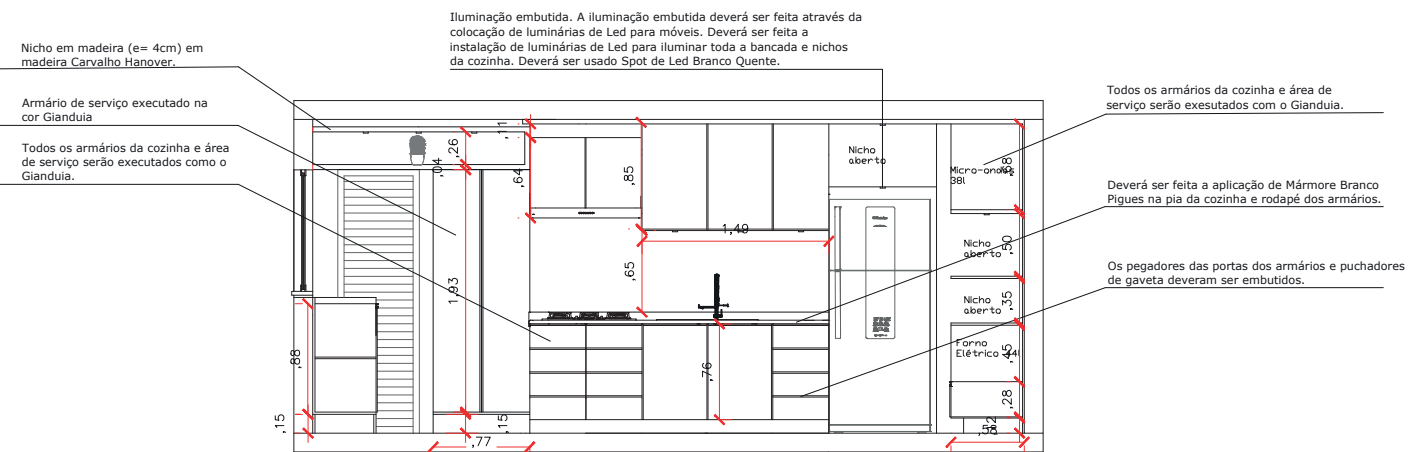 Iluminação embutida. A iluminação embutida deverá ser feita através da
colocação de luminárias de Led para móveis. Deverá ser feita a
instalação de luminárias de Led para iluminar toda a bancada e nichos
da cozinha. Deverá ser usado Spot de Led Branco Quente.
Nicho em madeira (e= 4cm) em
madeira Carvalho Hanover.
Armário de serviço executado na
cor Gianduia
Todos os armários da cozinha e área
de serviço serão executados como o
Gianduia.
Todos os armários da cozinha e área de
serviço serão exesutados com o Gianduia.
Deverá ser feita a aplicação de Mármore Branco
Pigues na pia da cozinha e rodapé dos armários.
Os pegadores das portas dos armários e puchadores
de gaveta deveram ser embutidos.
,11
,26
,04
,64
,85
1,49
,65
1,93
,88
,76
,15
,15
,77
Nicho
aberto
Micro-ondas
38l
Nicho
aberto
,50
Nicho
aberto
,35
Forno
Elétrico
,45
,28